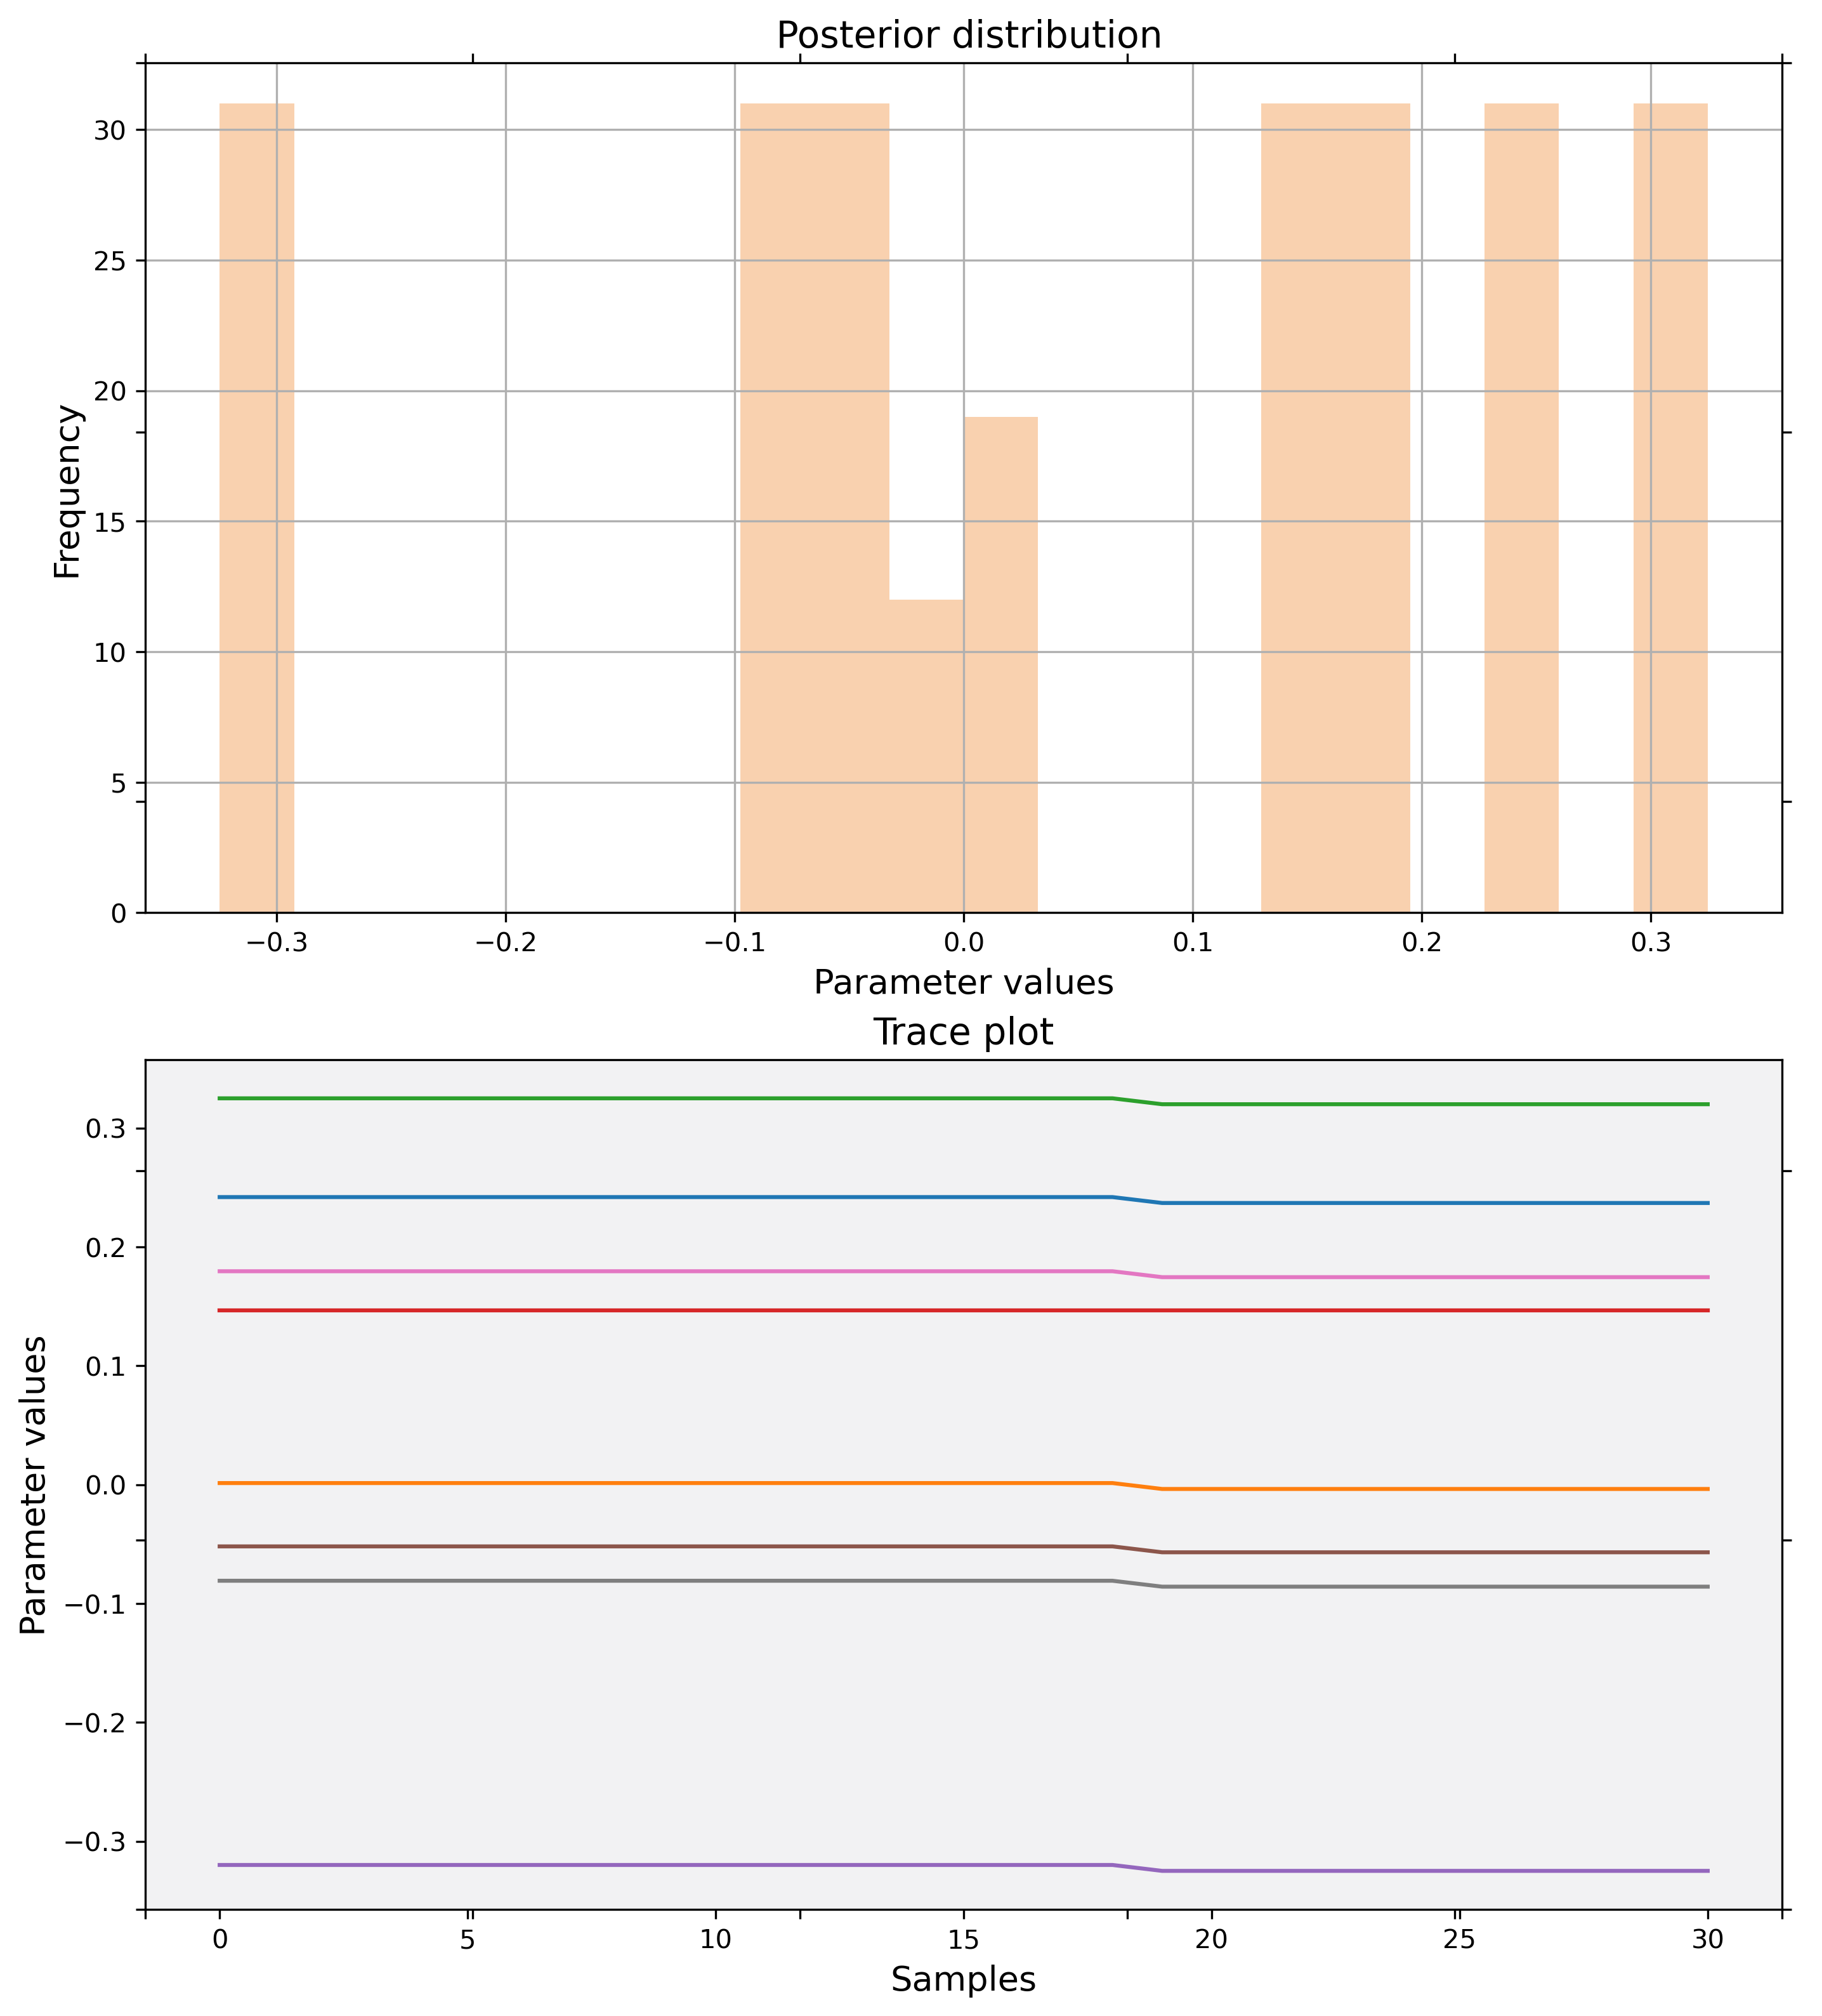 Posterior distribution
30
25
20
15
10
5
0
Frequency
−0.3 −0.2 −0.1 0.0 0.1 0.2 0.3
Parameter values
Trace plot
0.3
0.2
0.1
0.0
−0.1
−0.2
−0.3
Parameter values
0 5 10 15 20 25 30
Samples